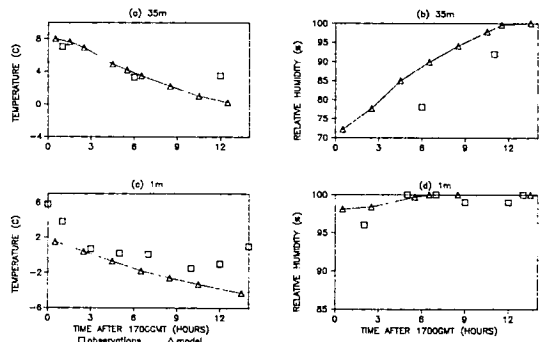 (a) 35m
TEMPERATURE (C)
8
4
0
-4
0 3 6 9 12
(b) 35m
RELATIVE HUMIDITY (%)
100
95
90
85
80
75
70
0 3 6 9 12
(c) 1m
TEMPERATURE (C)
6
2
-2
-6
0 3 6 9 12
TIME AFTER 1700GMT (HOURS)
(d) 1m
RELATIVE HUMIDITY (%)
100
95
90
85
0 3 6 9 12
TIME AFTER 1700GMT (HOURS)
observations model